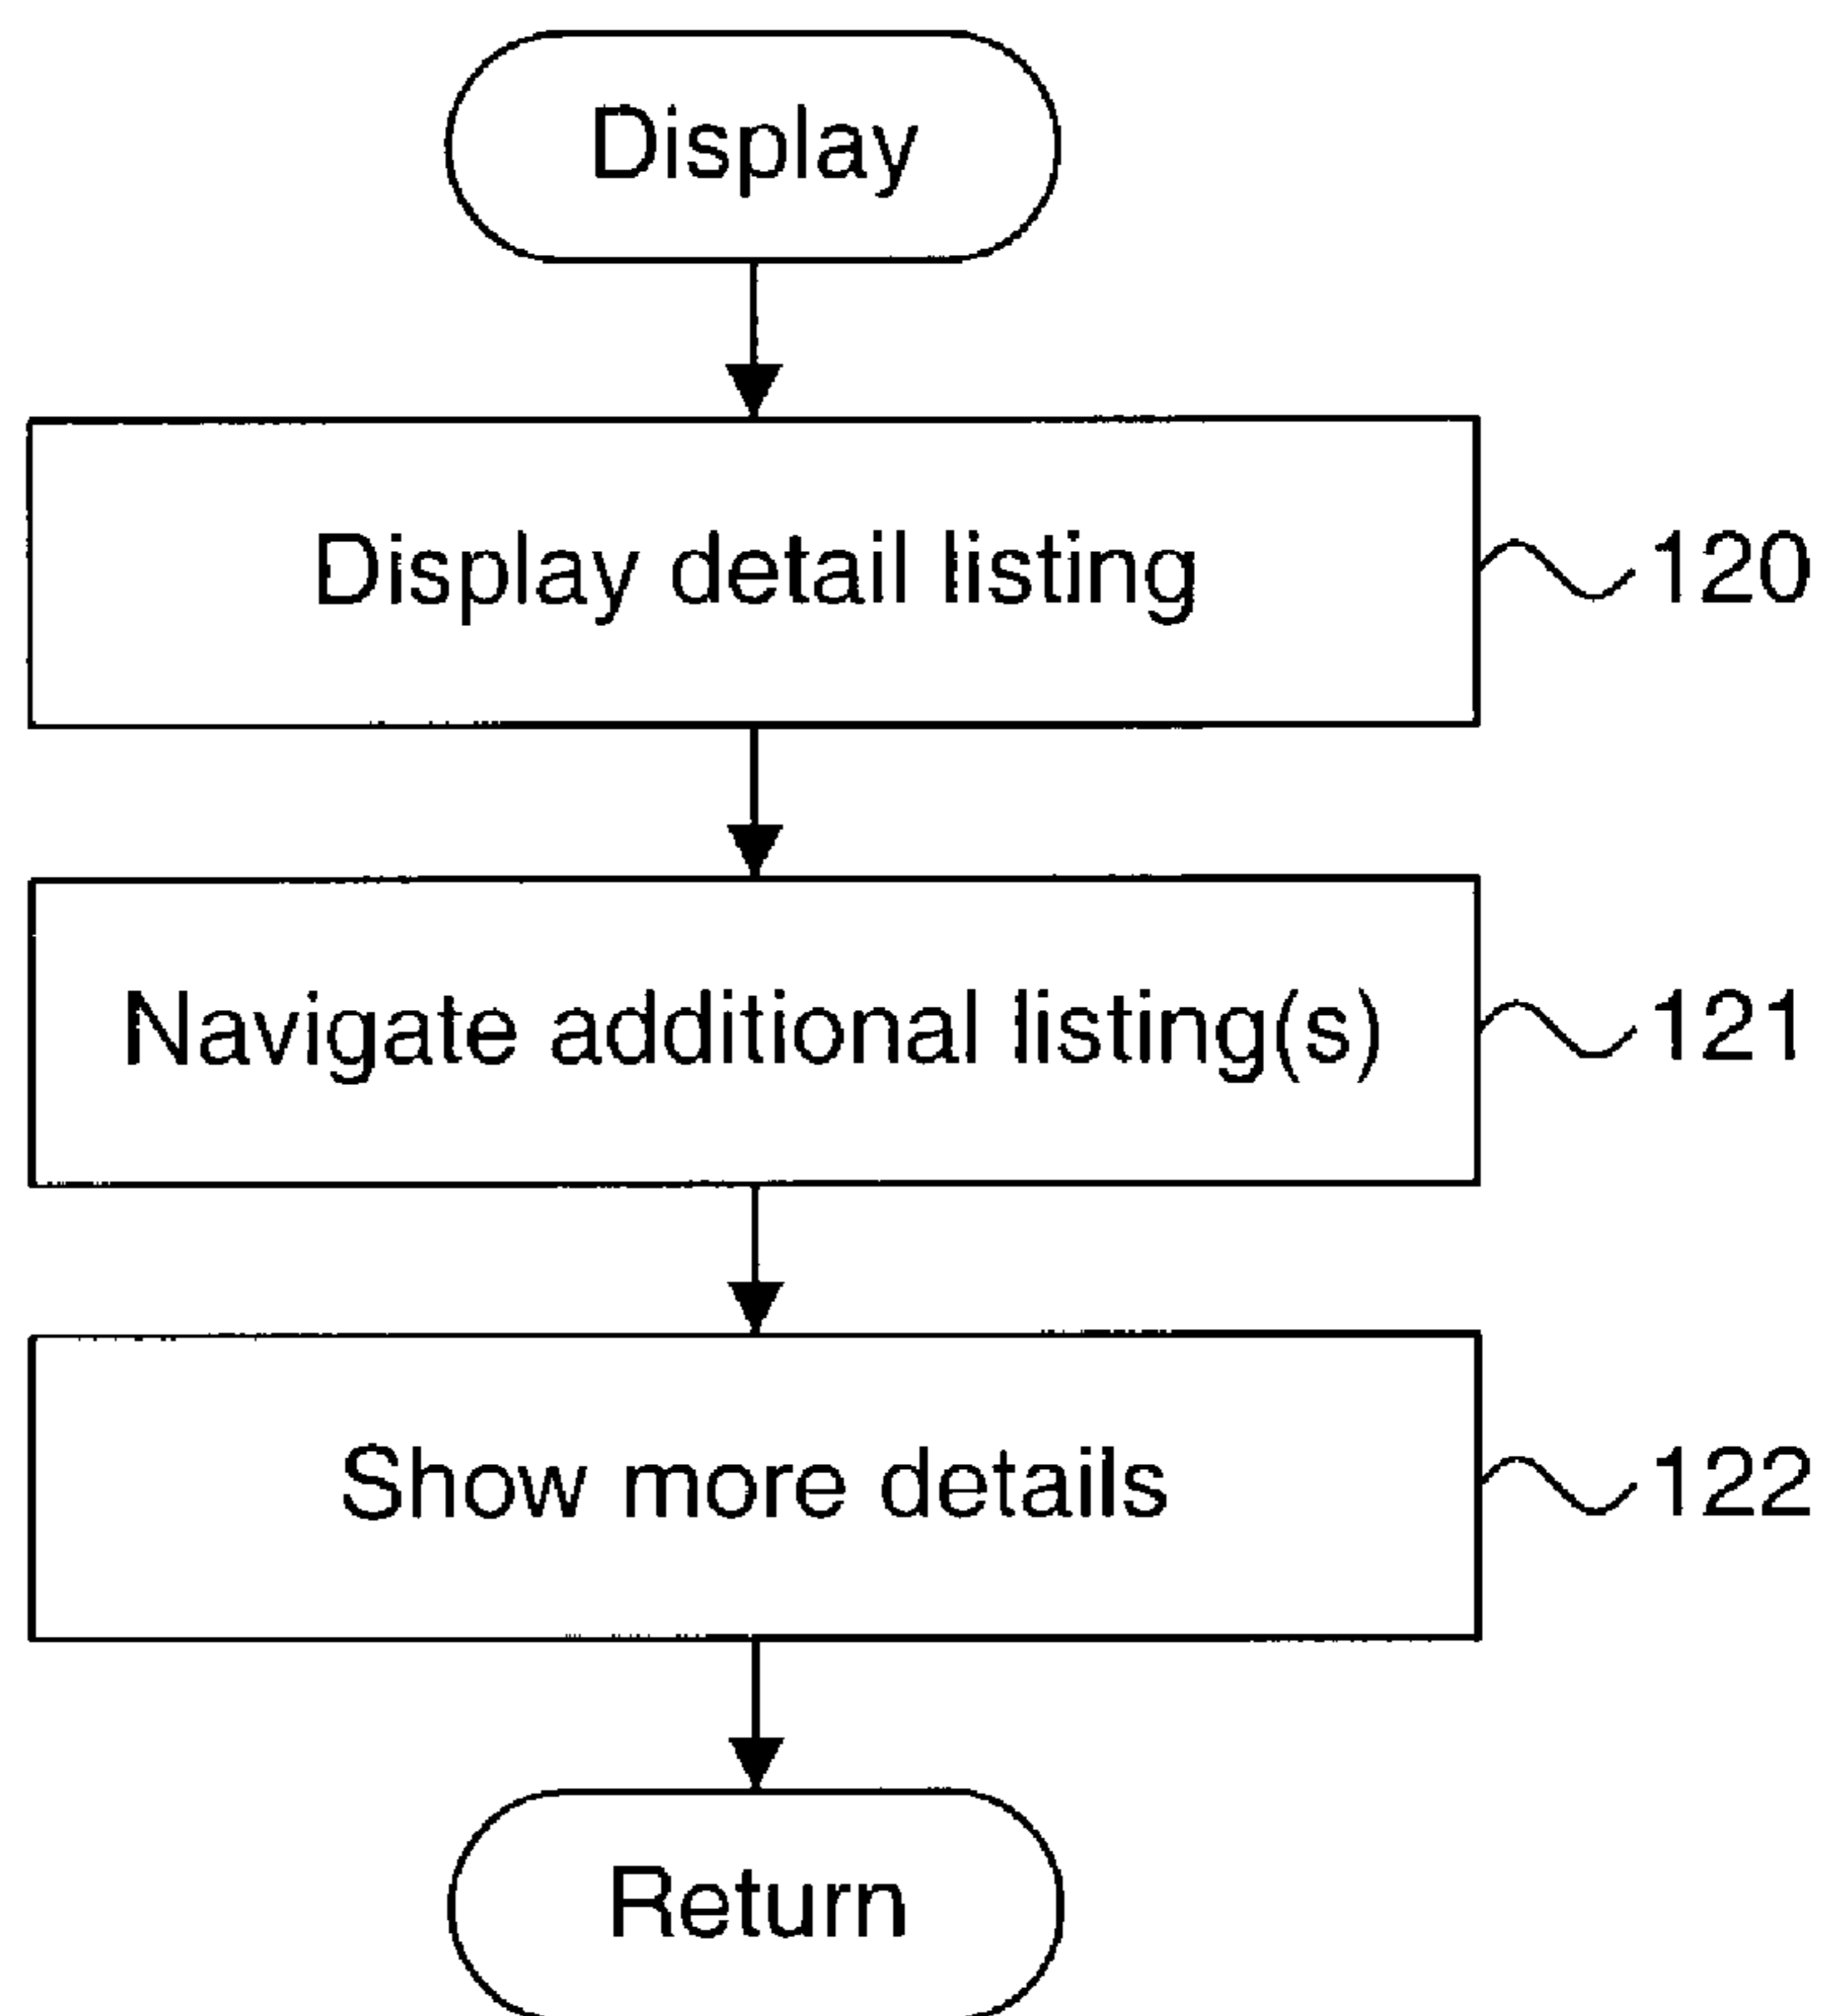 Display
Display detail listing 120
Navigate additional listing(s) 121
Show more details 122
Return